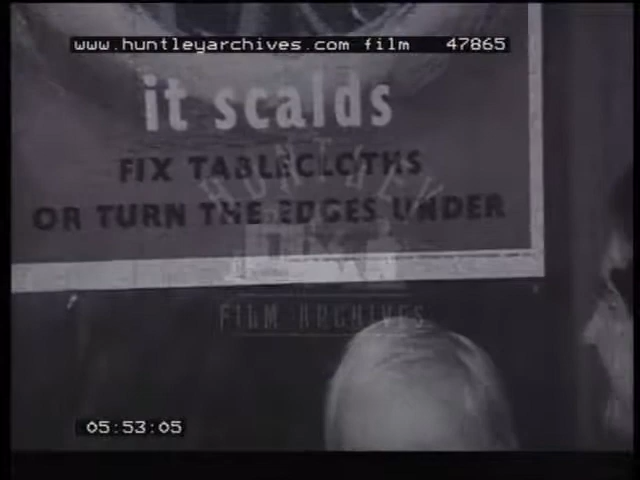 www.huntleyarchives.com film 47865
it scalds
FIX TABLECLOTHS
OR TURN THE EDGES UNDER
HUNTLEY
FILM ARCHIVES
05:53:05